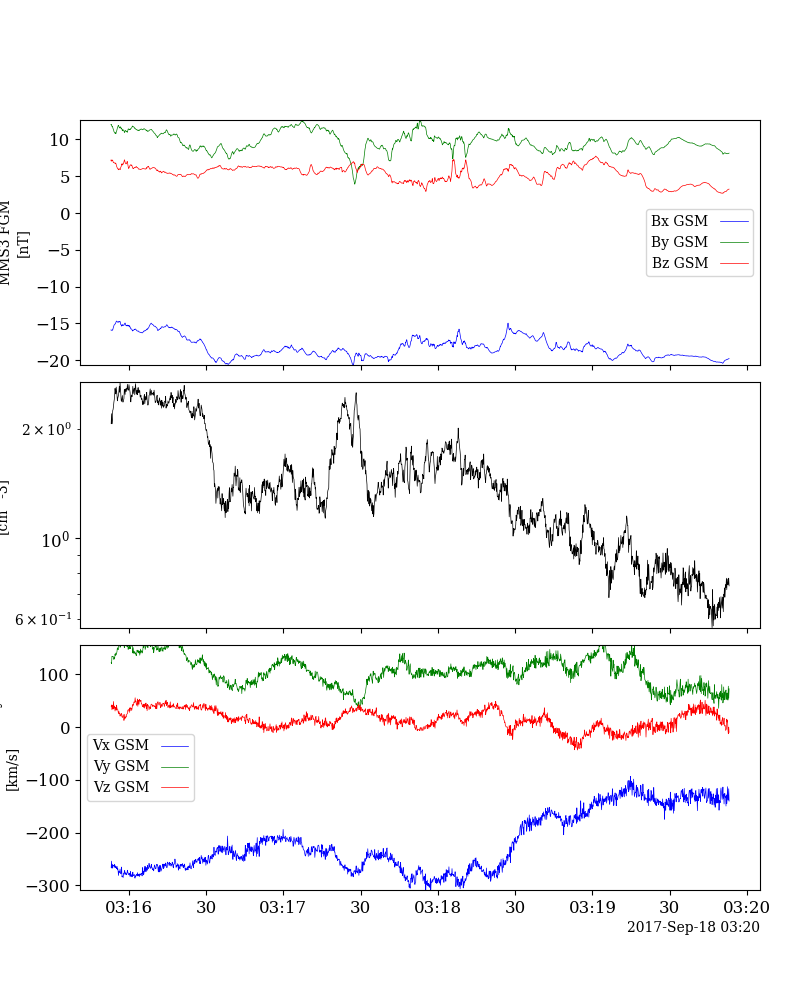 10
5
0
−5
−10
−15
−20
MMS3 FGM
[nT]
Bx GSM
By GSM
Bz GSM
2 × 10⁰
10⁰
6 × 10⁻¹
100
0
−100
−200
−300
[km/s]
Vx GSM
Vy GSM
Vz GSM
03:16
30
03:17
30
03:18
30
03:19
30
03:20
2017-Sep-18 03:20